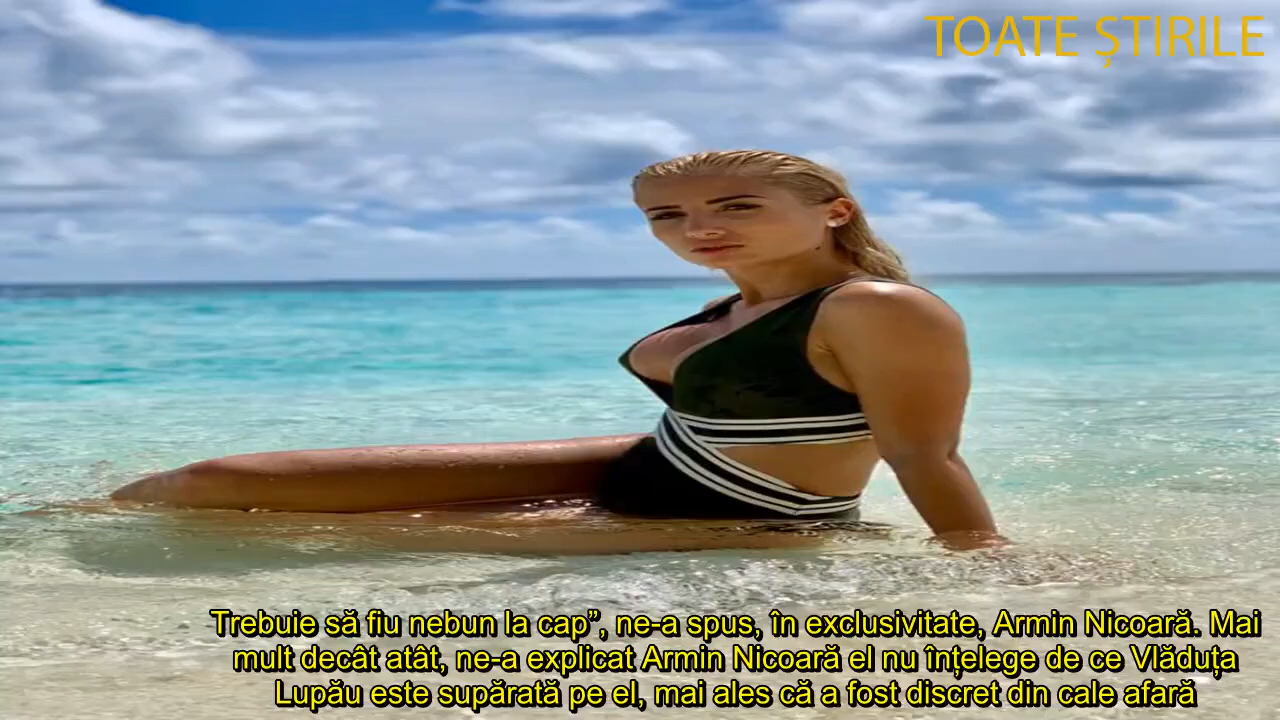 TOATE ȘTIRILE
Trebuie să fiu nebun la cap”, ne-a spus, în exclusivitate, Armin Nicoară. Mai
mult decât atât, ne-a explicat Armin Nicoară el nu înțelege de ce Vlăduța
Lupău este supărată pe el, mai ales că a fost discret din cale afară